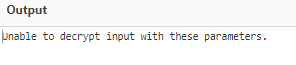 Output
Unable to decrypt input with these parameters.